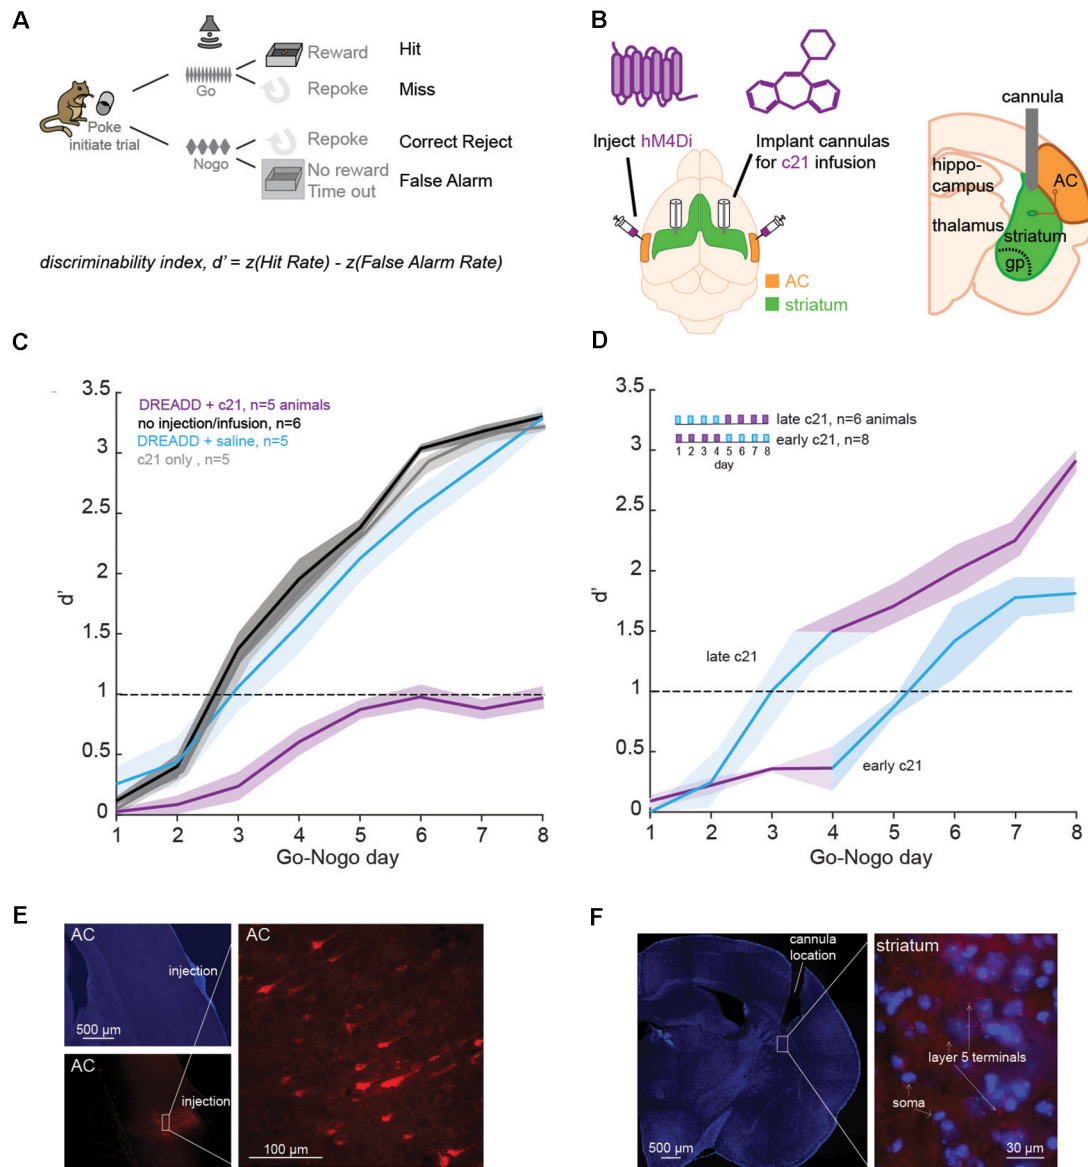 A
Reward
Hit
Go
Repoke
Miss
Poke
initiate trial
Repoke
Correct Reject
Nogo
No reward
Time out
False Alarm
discriminability index, d' = z(Hit Rate) - z(False Alarm Rate)
B
Inject hM4Di
Implant cannulas
for c21 infusion
AC
striatum
cannula
hippo-
campus
AC
thalamus
striatum
gp
C
DREADD + c21, n=5 animals
no injection/infusion, n=6
DREADD + saline, n=5
c21 only , n=5
3.5
3
2.5
2
1.5
1
0.5
0
d'
1 2 3 4 5 6 7 8
Go-Nogo day
D
late c21, n=6 animals
early c21, n=8
1 2 3 4 5 6 7 8
day
3.5
3
2.5
2
1.5
1
0.5
0
d'
late c21
early c21
1 2 3 4 5 6 7 8
Go-Nogo day
E
AC
injection
500 µm
AC
injection
AC
100 µm
F
cannula
location
500 µm
striatum
layer 5 terminals
soma
30 µm